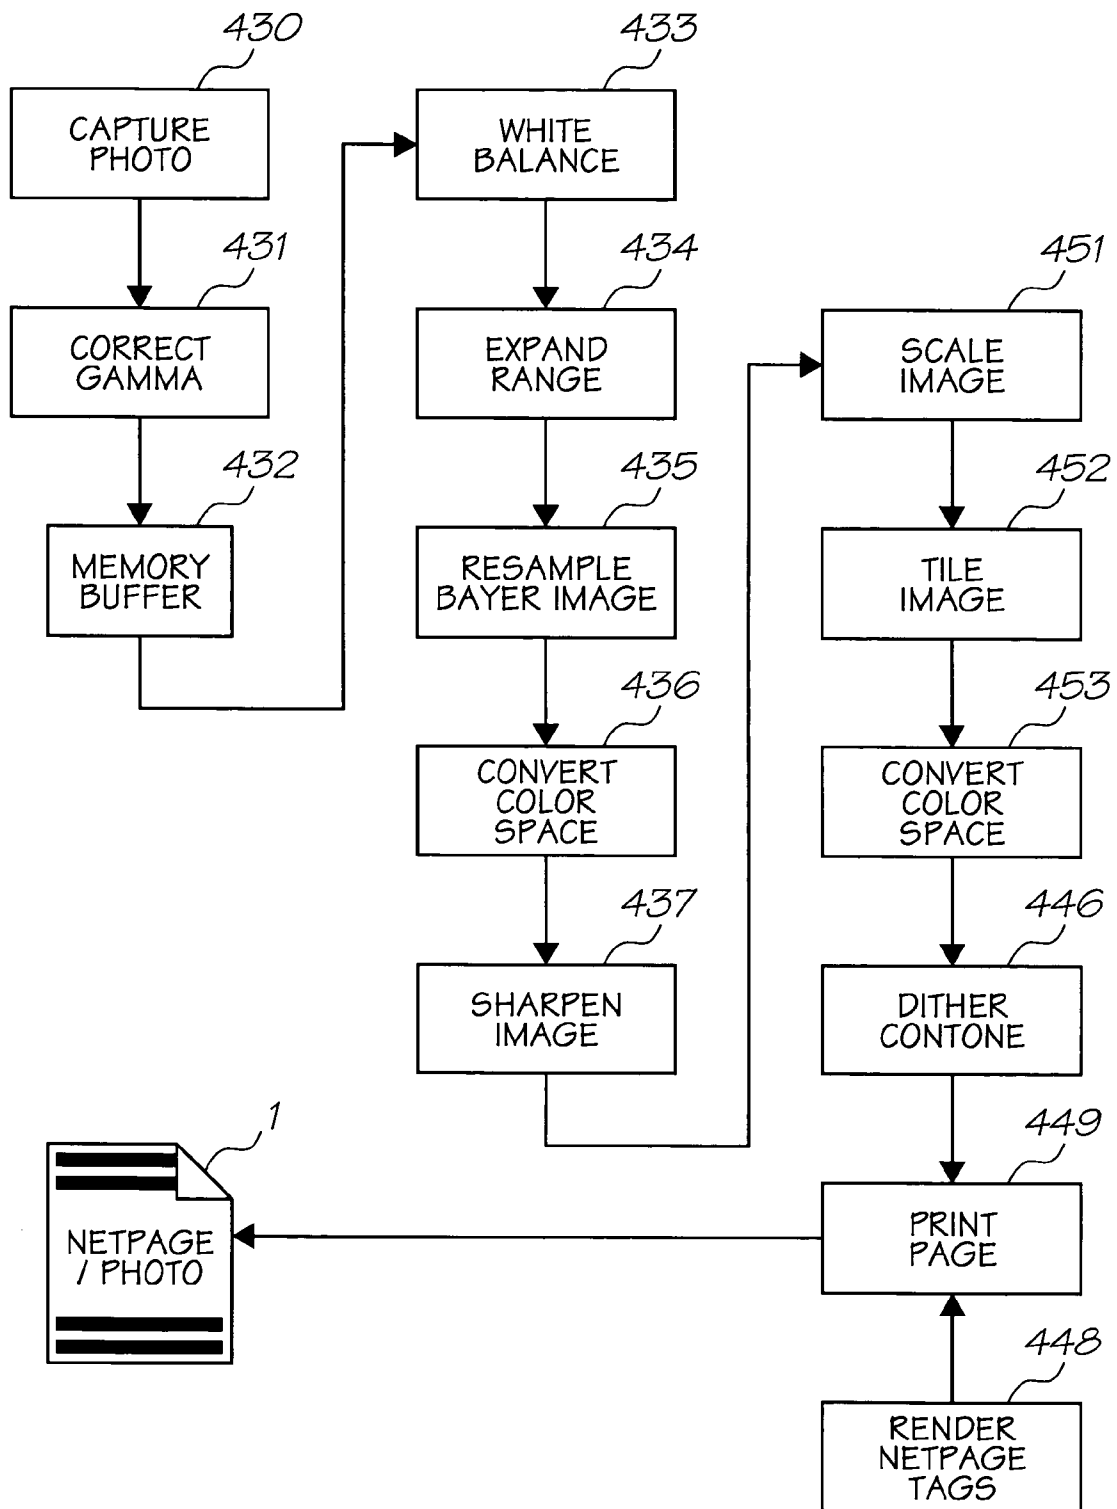 430
CAPTURE
PHOTO
431
CORRECT
GAMMA
432
MEMORY
BUFFER
433
WHITE
BALANCE
434
EXPAND
RANGE
435
RESAMPLE
BAYER IMAGE
436
CONVERT
COLOR
SPACE
437
SHARPEN
IMAGE
451
SCALE
IMAGE
452
TILE
IMAGE
453
CONVERT
COLOR
SPACE
446
DITHER
CONTONE
449
PRINT
PAGE
448
RENDER
NETPAGE
TAGS
1
NETPAGE
/ PHOTO